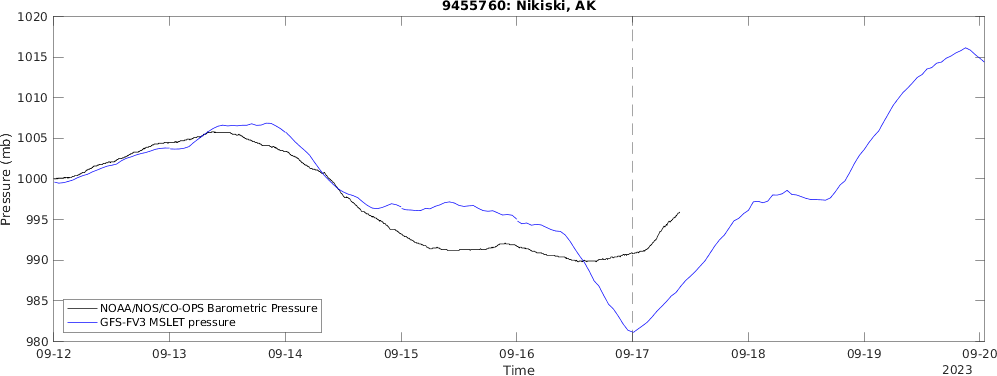 9455760: Nikiski, AK
1020
1015
1010
1005
1000
995
990
985
980
Pressure (mb)
NOAA/NOS/CO-OPS Barometric Pressure
GFS-FV3 MSLET pressure
09-12 09-13 09-14 09-15 09-16 09-17 09-18 09-19 09-20
Time
2023